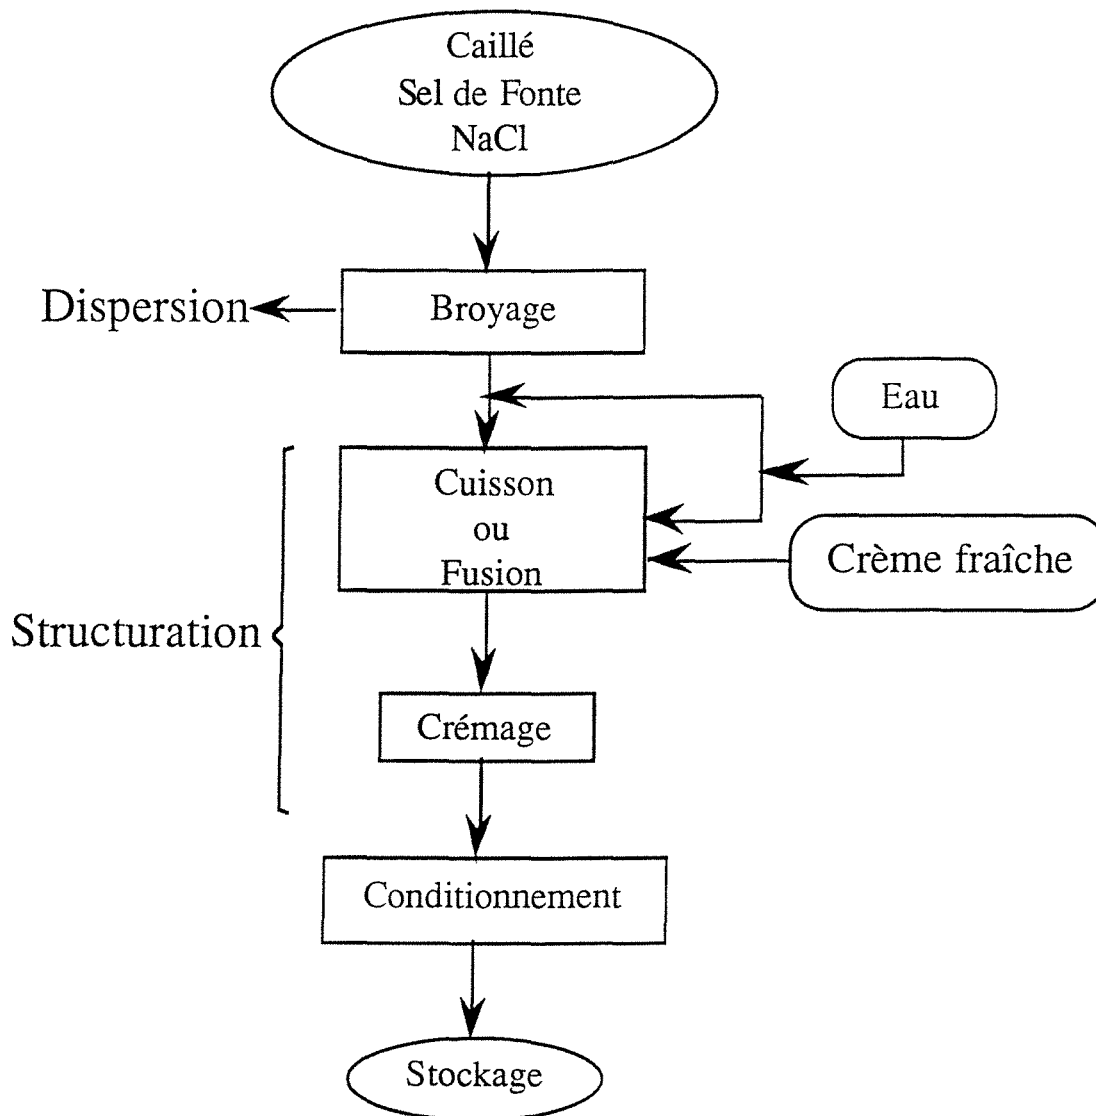 Caillé
Sel de Fonte
NaCl
Dispersion
Broyage
Eau
Cuisson
ou
Fusion
Crème fraîche
Structuration
Crémage
Conditionnement
Stockage